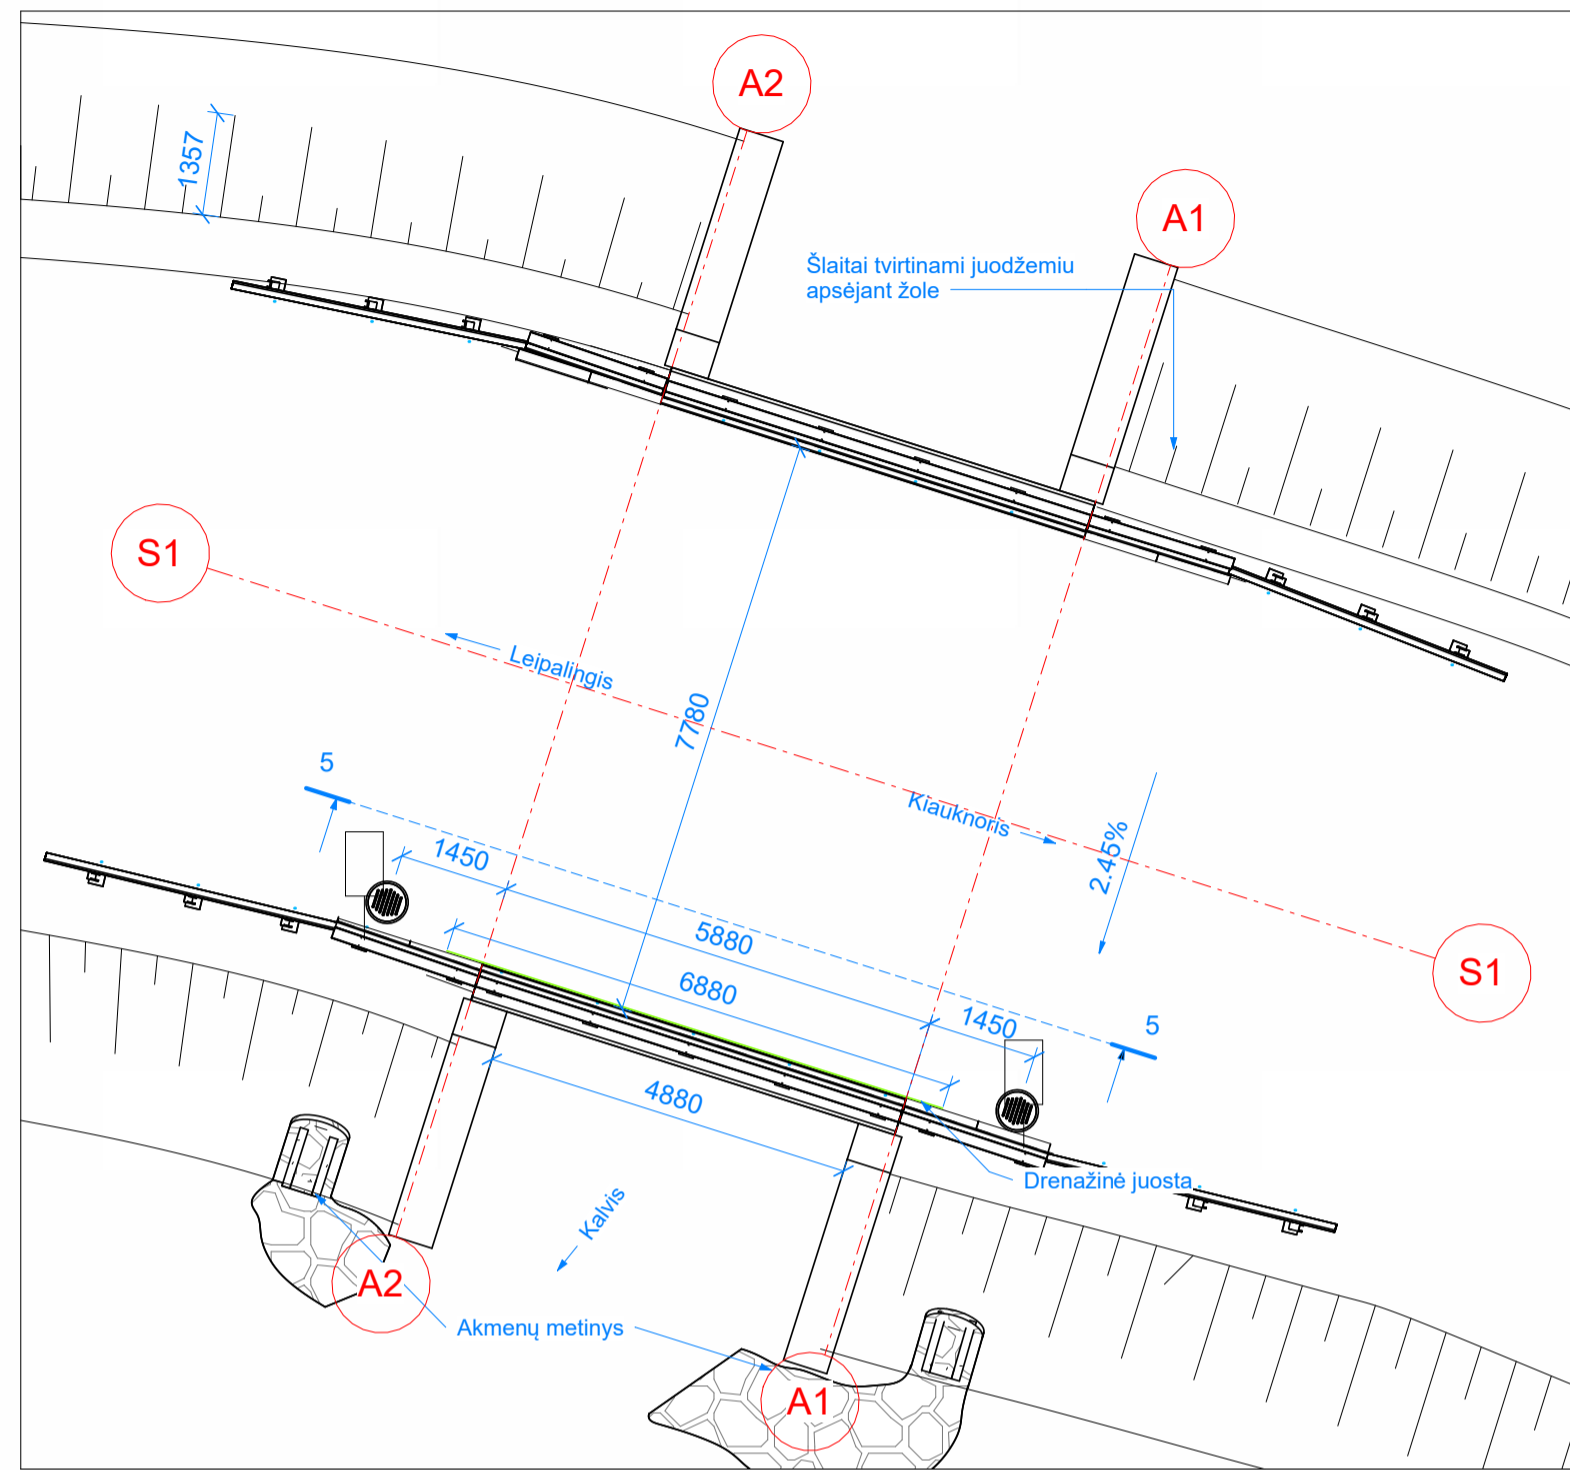 A2
1357
A1
Šlaitai tvirtinami juodžemiu
apsėjant žole
S1
Leipalingis
7780
5
Kiauknoris
2.45%
1450
5880
S1
6880
1450
5
4880
Drenažinė juosta
Kalvis
A2
Akmenų metinys
A1